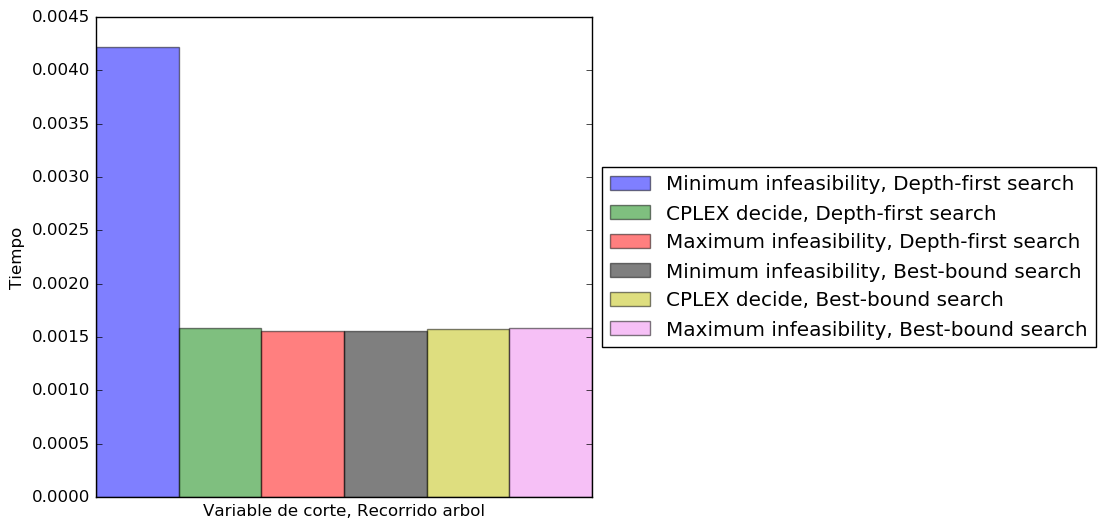 0.0045
0.0040
0.0035
0.0030
0.0025
0.0020
0.0015
0.0010
0.0005
0.0000
Tiempo
Variable de corte, Recorrido arbol
Minimum infeasibility, Depth-first search
CPLEX decide, Depth-first search
Maximum infeasibility, Depth-first search
Minimum infeasibility, Best-bound search
CPLEX decide, Best-bound search
Maximum infeasibility, Best-bound search